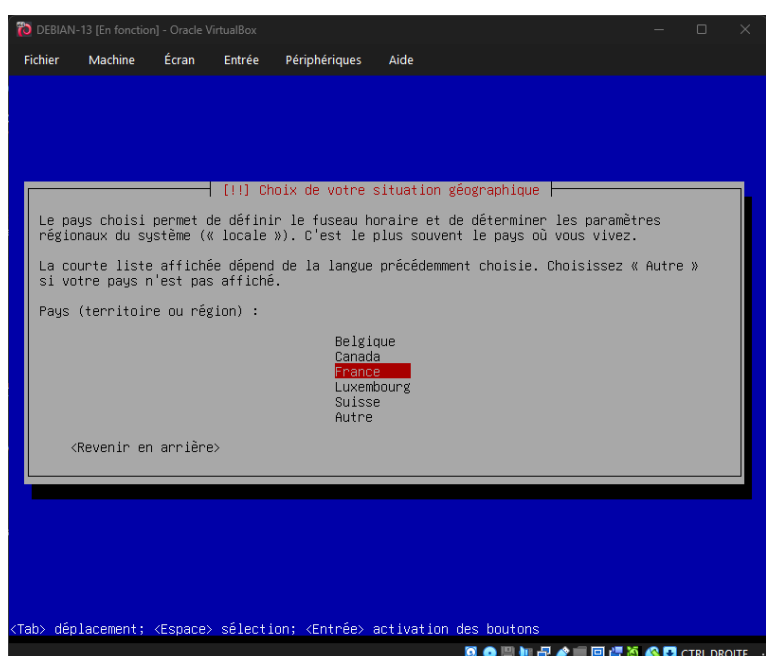 DEBIAN-13 [En fonction] - Oracle VirtualBox
Fichier Machine Écran Entrée Périphériques Aide
[!!] Choix de votre situation géographique
Le pays choisi permet de définir le fuseau horaire et de déterminer les paramètres
régionaux du système (« locale »). C'est le plus souvent le pays où vous vivez.
La courte liste affichée dépend de la langue précédemment choisie. Choisissez « Autre »
si votre pays n'est pas affiché.
Pays (territoire ou région) :
Belgique
Canada
France
Luxembourg
Suisse
Autre
<Revenir en arrière>
<Tab> déplacement; <Espace> sélection; <Entrée> activation des boutons
CTRL DROITE